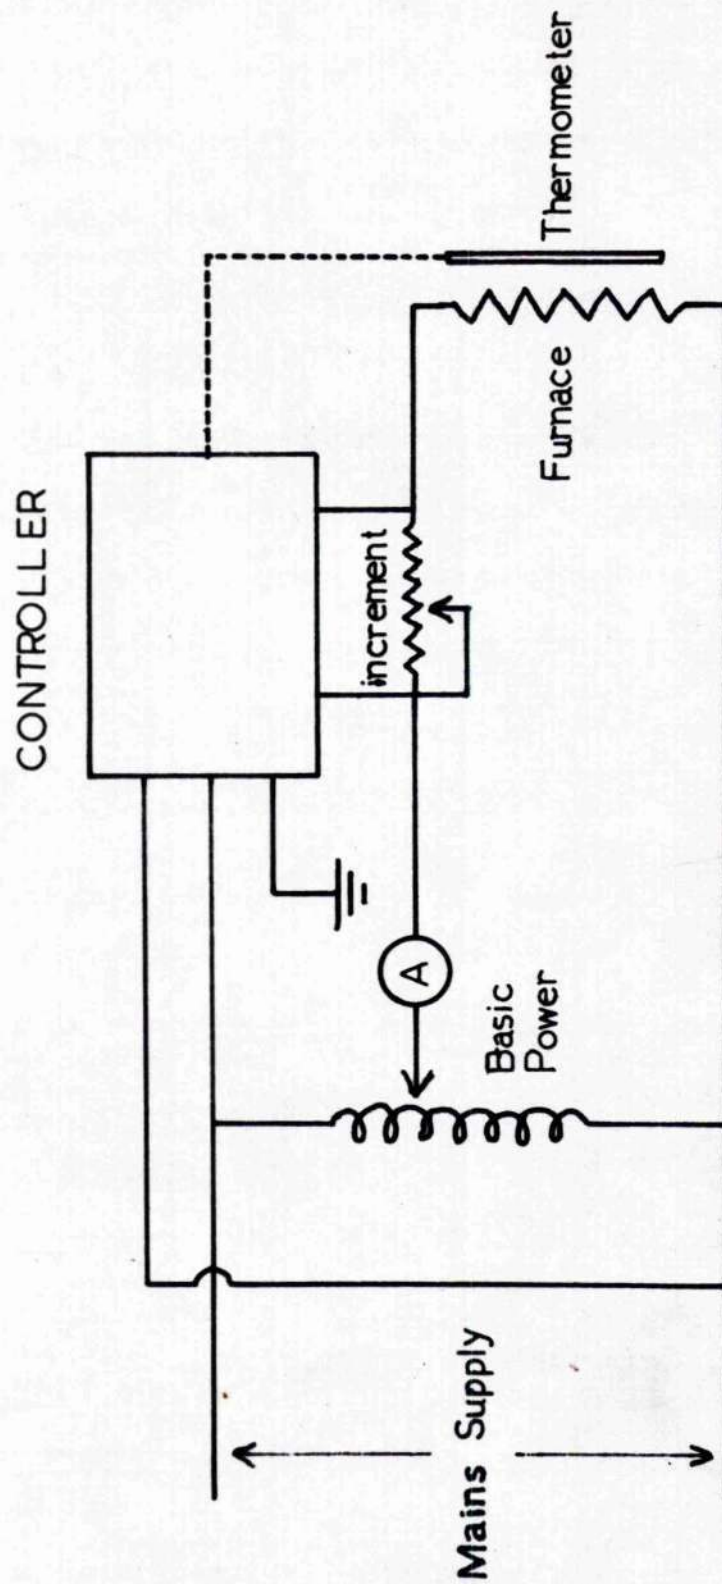 CONTROLLER
increment
Thermometer
Furnace
A
Basic
Power
Mains Supply